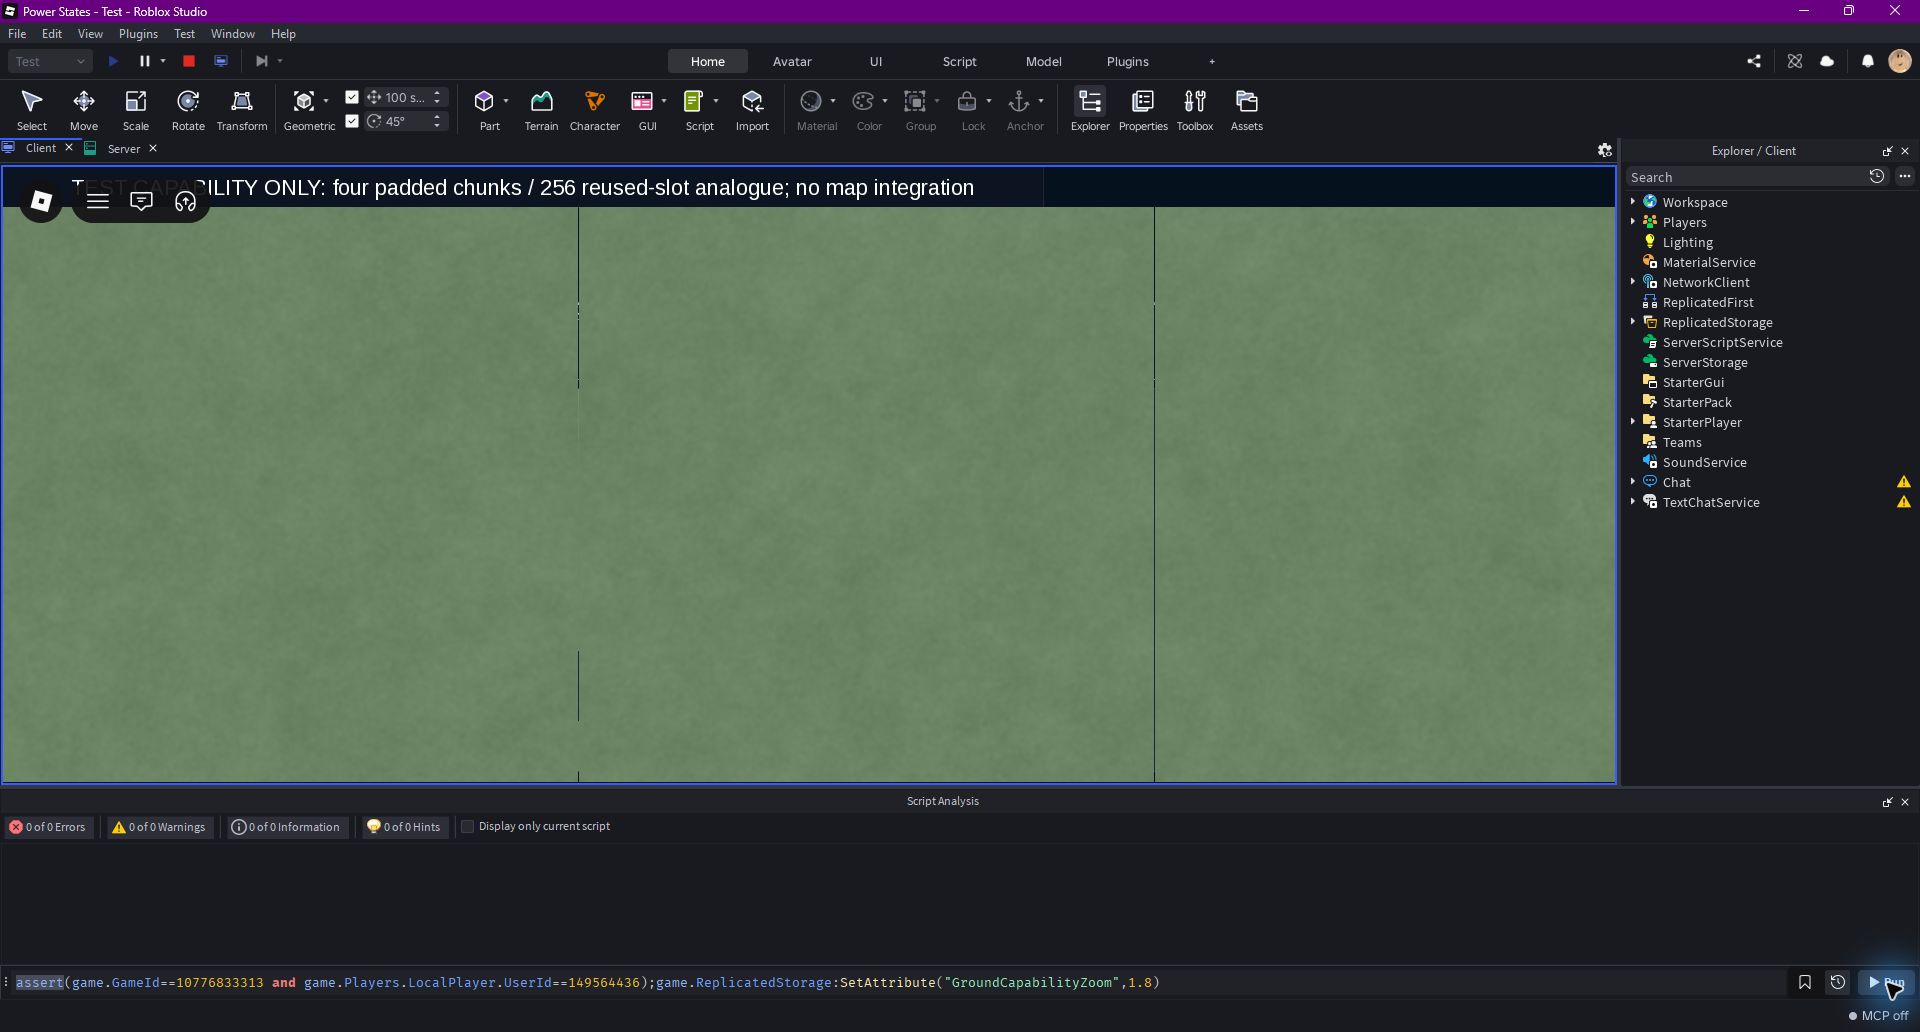 Power States - Test - Roblox Studio
File Edit View Plugins Test Window Help
Test Home Avatar UI Script Model Plugins +
100 s...
45°
Select Move Scale Rotate Transform Geometric Part Terrain Character GUI Script Import Material Color Group Lock Anchor Explorer Properties Toolbox Assets
Client Server
Explorer / Client
TEST CAPABILITY ONLY: four padded chunks / 256 reused-slot analogue; no map integration
Search
Workspace
Players
Lighting
MaterialService
NetworkClient
ReplicatedFirst
ReplicatedStorage
ServerScriptService
ServerStorage
StarterGui
StarterPack
StarterPlayer
Teams
SoundService
Chat
TextChatService
Script Analysis
0 of 0 Errors 0 of 0 Warnings 0 of 0 Information 0 of 0 Hints Display only current script
assert(game.GameId==10776833313 and game.Players.LocalPlayer.UserId==149564436);game.ReplicatedStorage:SetAttribute("GroundCapabilityZoom",1.8)
MCP off